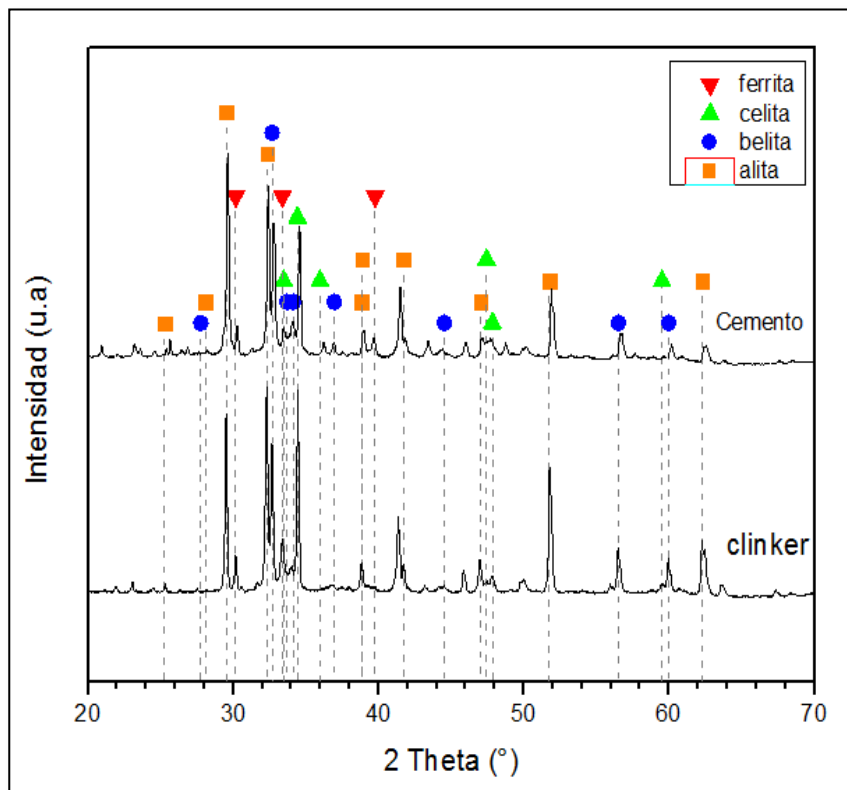 ferrita
celita
belita
alita
Cemento
clinker
Intensidad (u.a)
20 30 40 50 60 70
2 Theta (°)